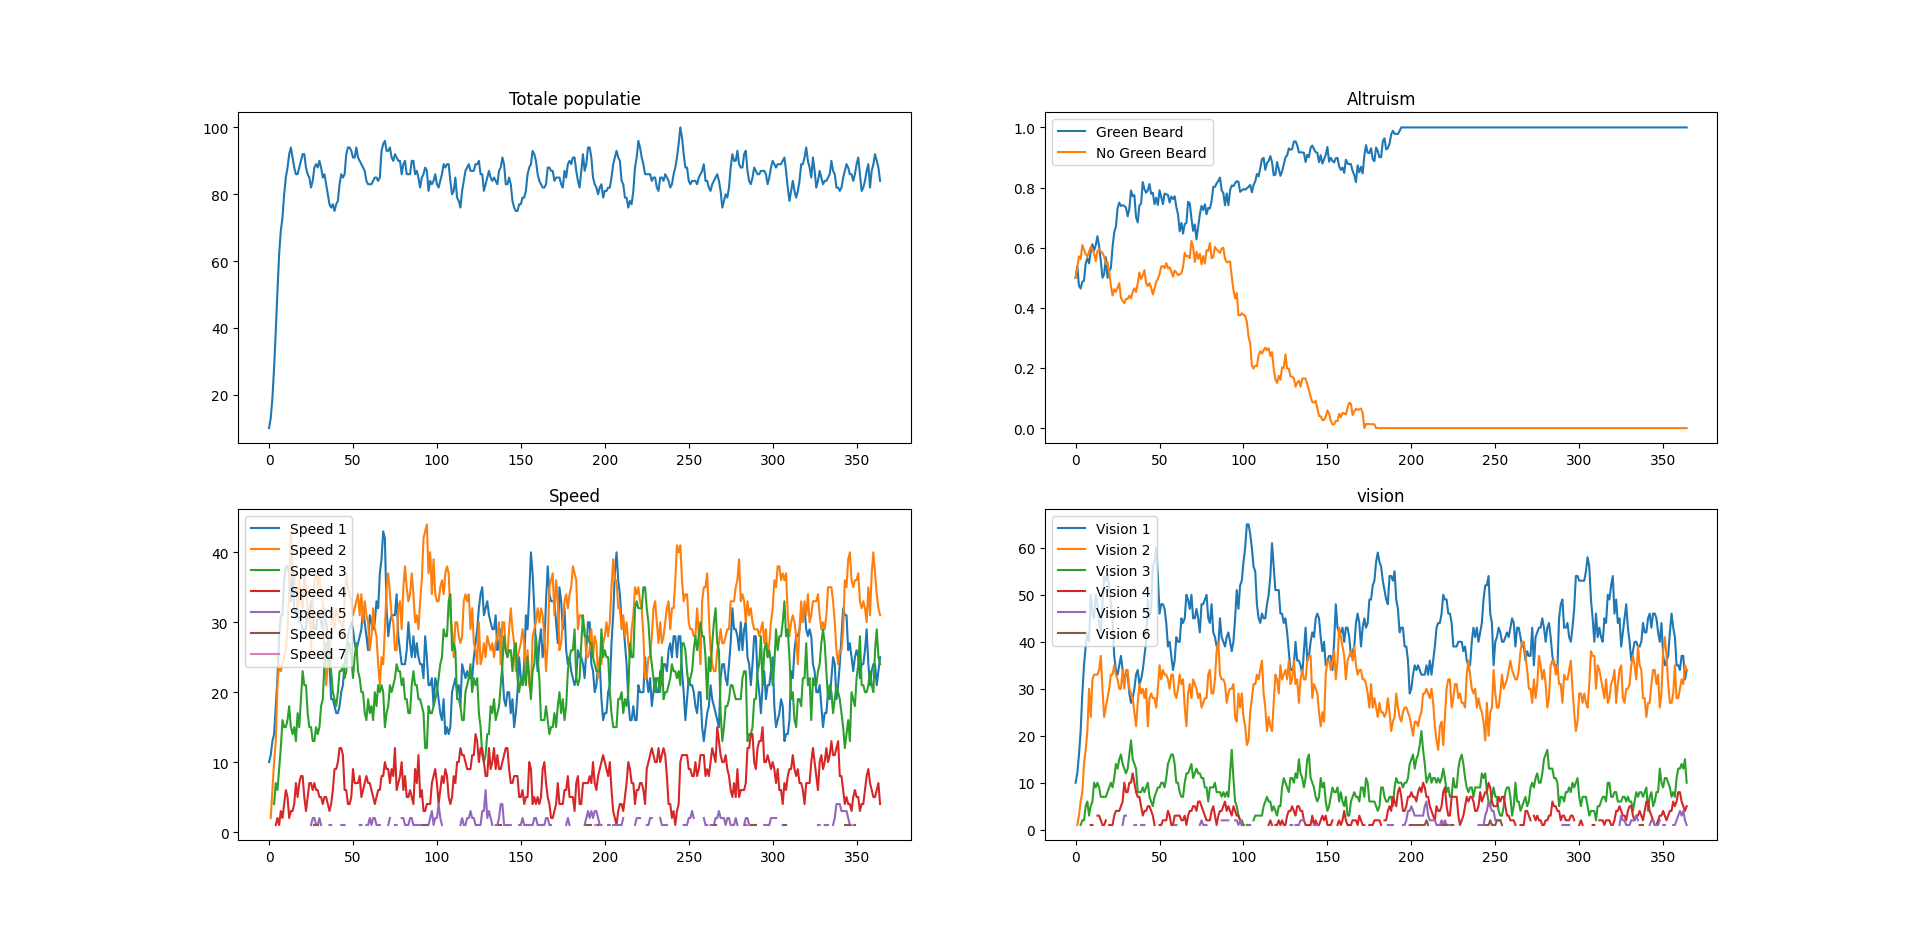 Totale populatie
100
80
60
40
20
0 50 100 150 200 250 300 350
Altruism
Green Beard
No Green Beard
1.0
0.8
0.6
0.4
0.2
0.0
0 50 100 150 200 250 300 350
Speed
Speed 1
Speed 2
Speed 3
Speed 4
Speed 5
Speed 6
Speed 7
40
30
20
10
0
0 50 100 150 200 250 300 350
vision
Vision 1
Vision 2
Vision 3
Vision 4
Vision 5
Vision 6
60
50
40
30
20
10
0
0 50 100 150 200 250 300 350